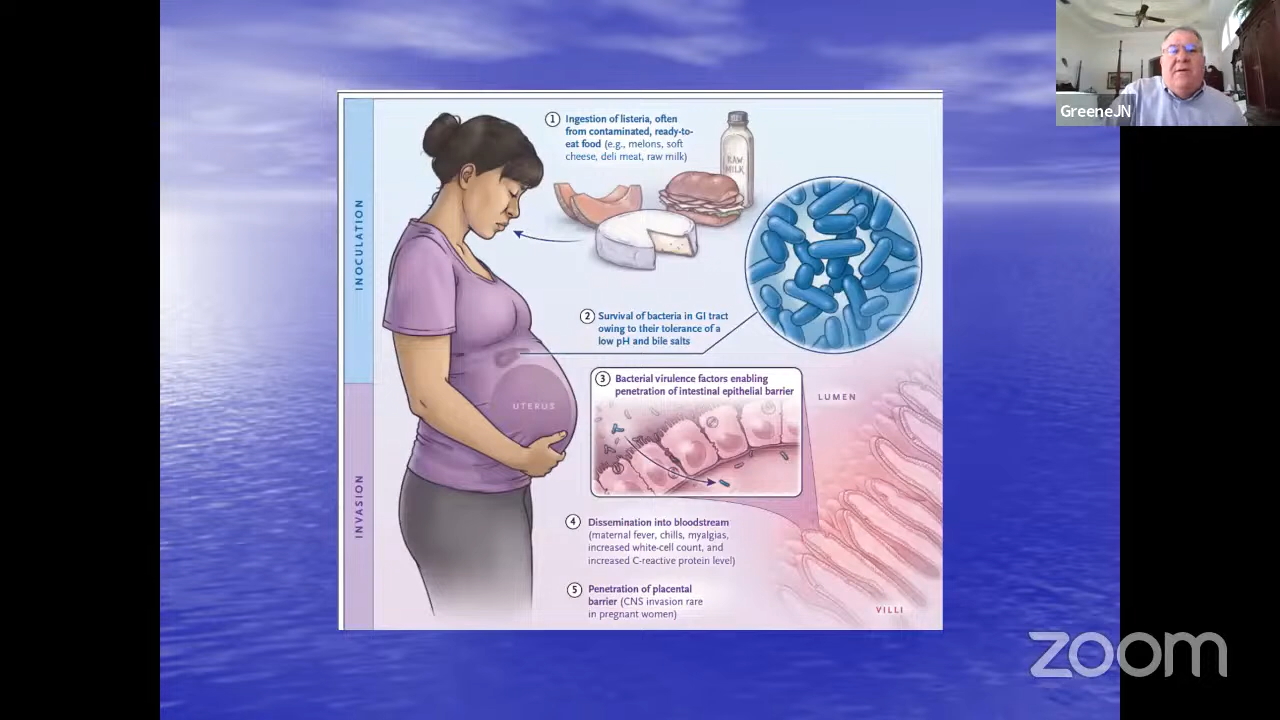 GreeneJN
INOCULATION
1 Ingestion of listeria, often
from contaminated, ready-to-
eat food (e.g., melons, soft
cheese, deli meat, raw milk)
RAW
MILK
2 Survival of bacteria in GI tract
owing to their tolerance of a
low pH and bile salts
UTERUS
INVASION
3 Bacterial virulence factors enabling
penetration of intestinal epithelial barrier
LUMEN
4 Dissemination into bloodstream
(maternal fever, chills, myalgias,
increased white-cell count, and
increased C-reactive protein level)
5 Penetration of placental
barrier (CNS invasion rare
in pregnant women)
VILLI
zoom